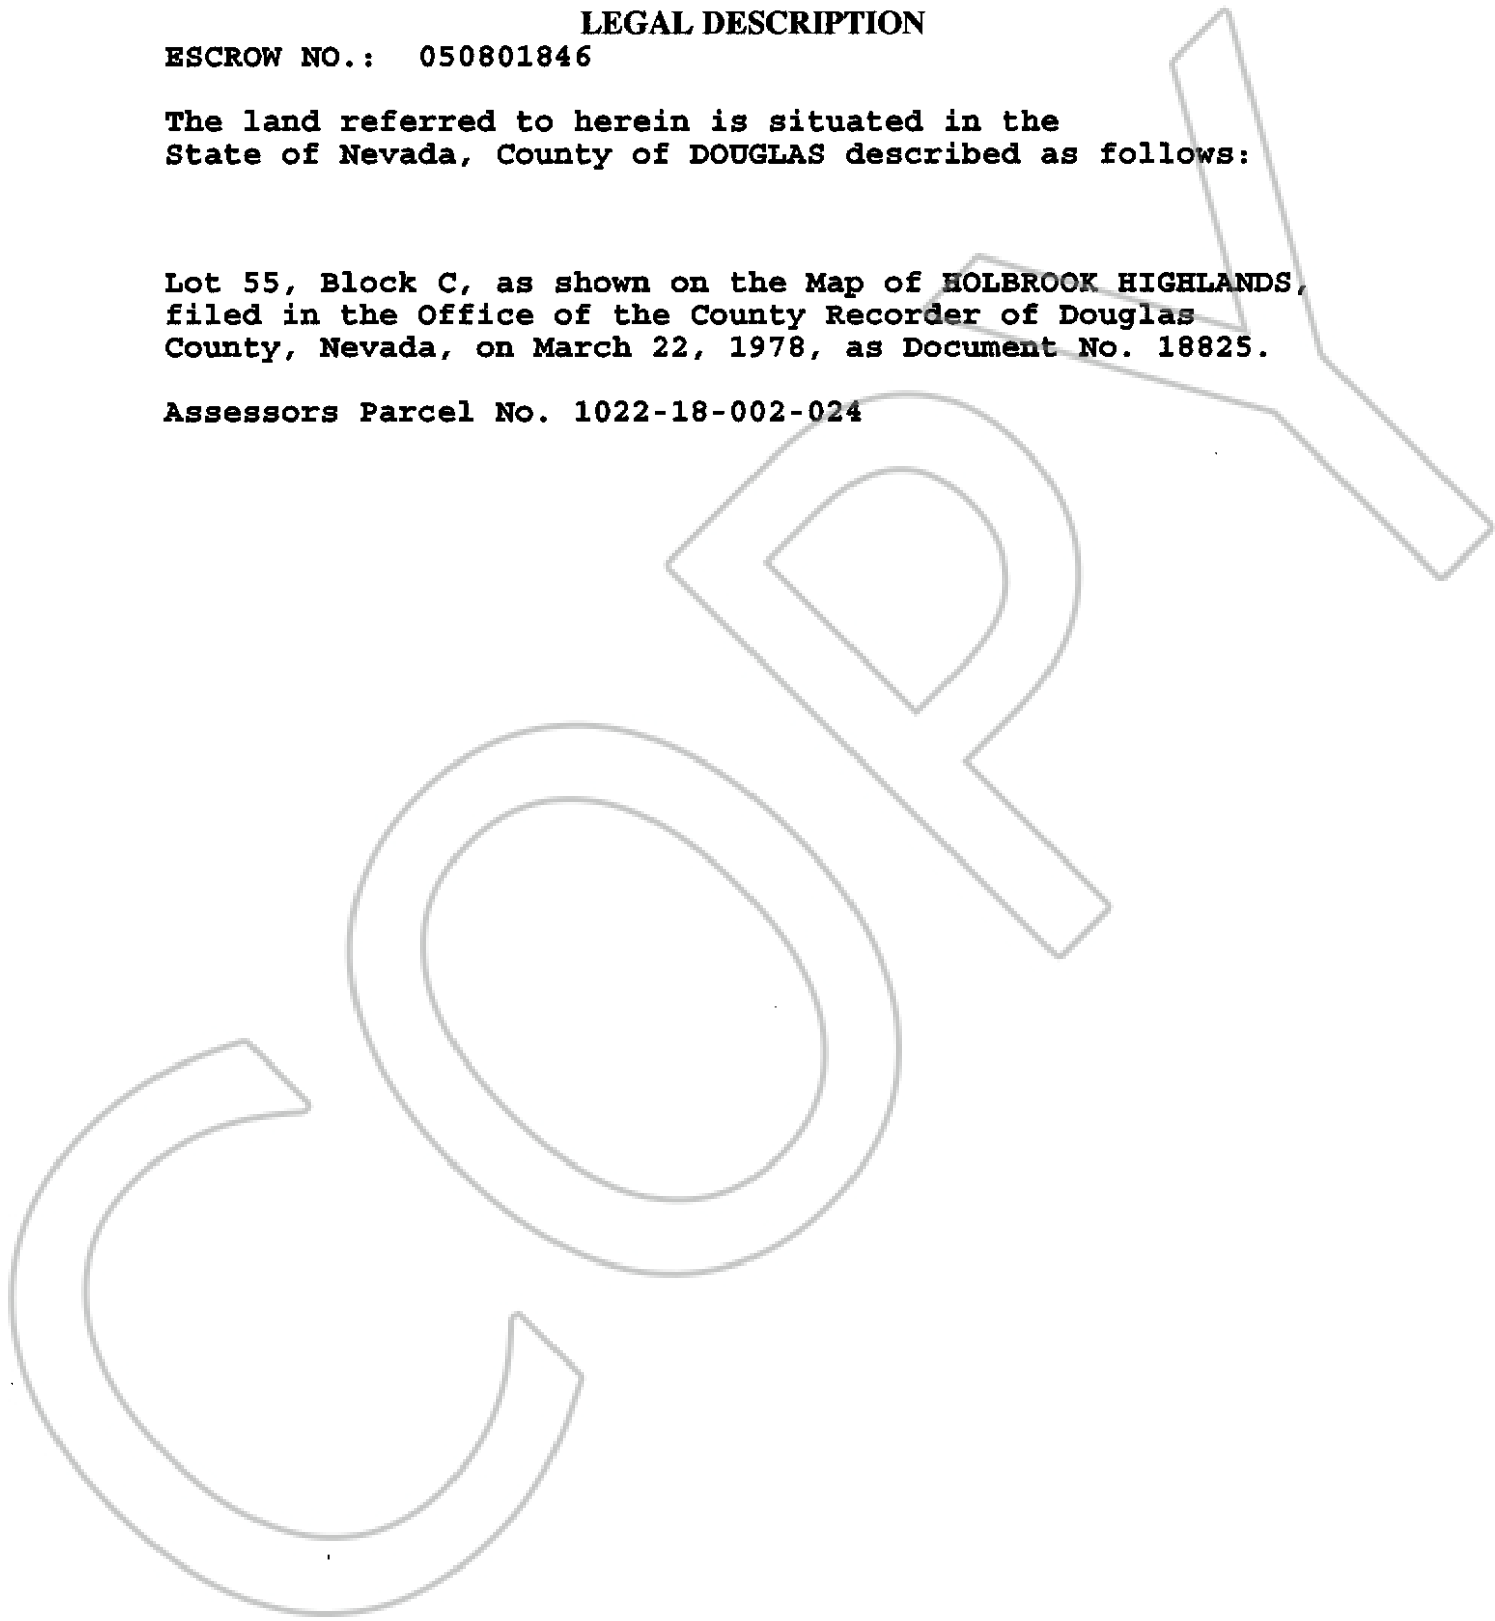 LEGAL DESCRIPTION
ESCROW NO.: 050801846
The land referred to herein is situated in the
State of Nevada, County of DOUGLAS described as follows:
Lot 55, Block C, as shown on the Map of HOLBROOK HIGHLANDS,
filed in the Office of the County Recorder of Douglas
County, Nevada, on March 22, 1978, as Document No. 18825.
Assessors Parcel No. 1022-18-002-024
COPY